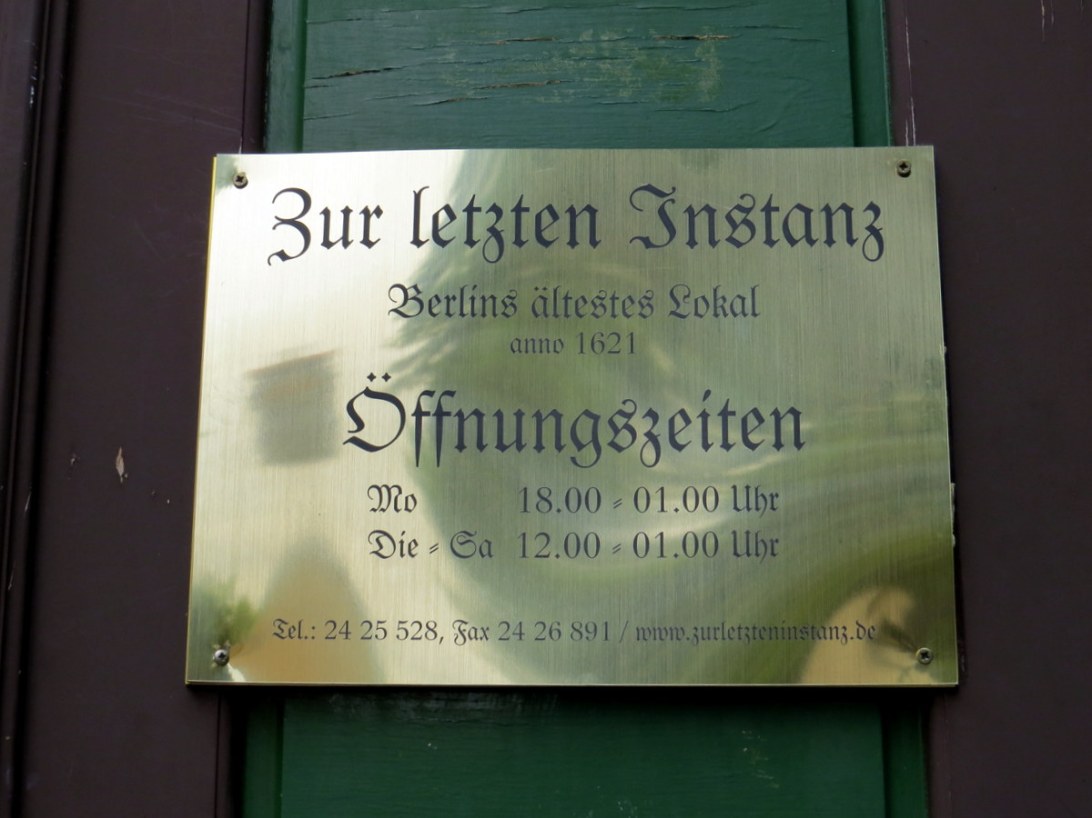 Zur letzten Instanz
Berlins ältestes Lokal
anno 1621
Öffnungszeiten
Mo 18.00 - 01.00 Uhr
Die - Sa 12.00 - 01.00 Uhr
Tel.: 24 25 528, Fax 24 26 891 / www.zurletzteninstanz.de